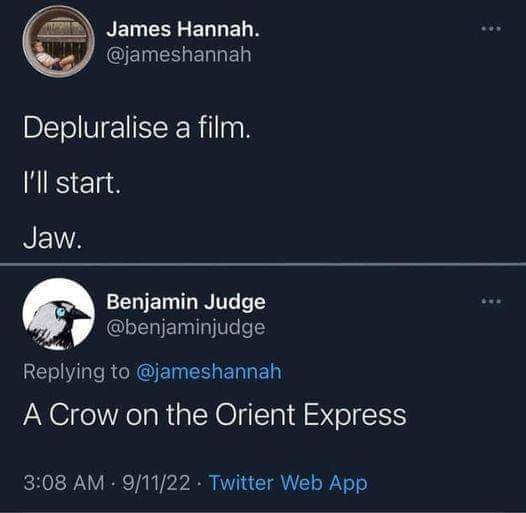 James Hannah.
@jameshannah
Depluralise a film.
I'll start.
Jaw.
Benjamin Judge
@benjaminjudge
Replying to @jameshannah
A Crow on the Orient Express
3:08 AM · 9/11/22 · Twitter Web App